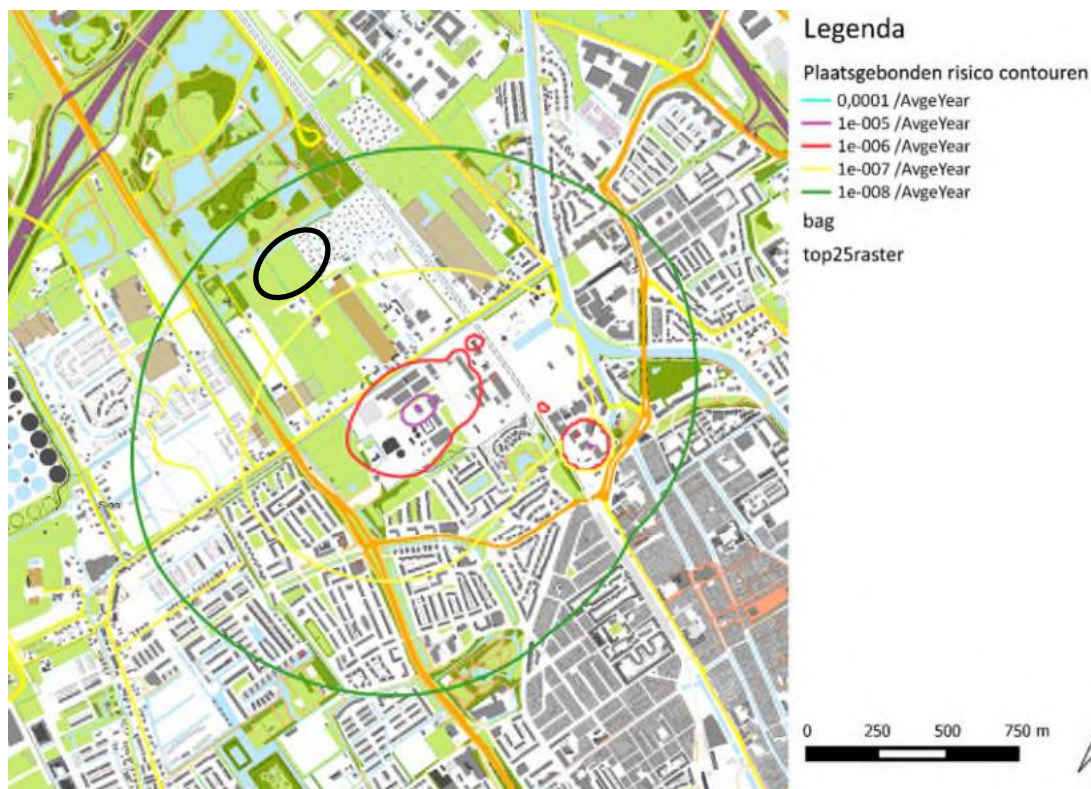 Legenda
Plaatsgebonden risico contouren
0,0001 /AvgeYear
1e-005 /AvgeYear
1e-006 /AvgeYear
1e-007 /AvgeYear
1e-008 /AvgeYear
bag
top25raster
Sion
0 250 500 750 m